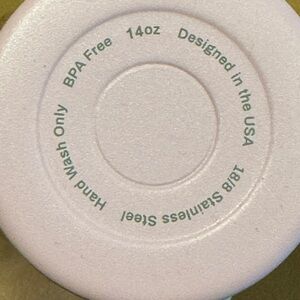 14oz
Designed in the USA
18/8 Stainless Steel
Hand Wash Only
BPA Free